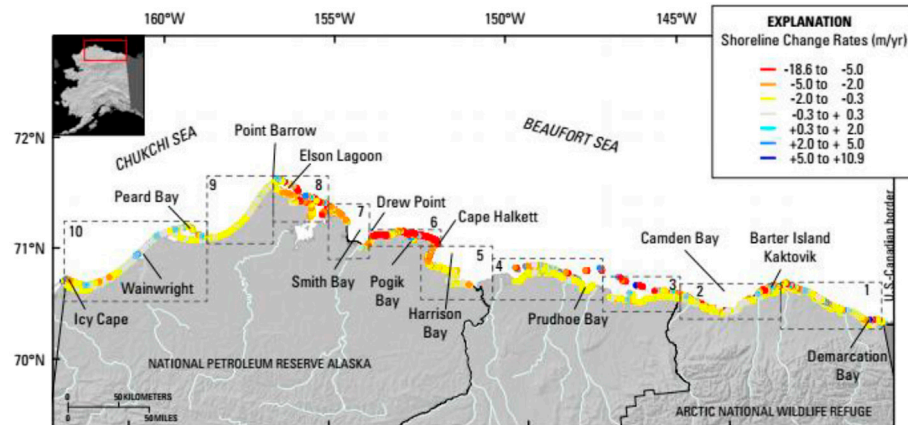 160°W
155°W
150°W
145°W
EXPLANATION
Shoreline Change Rates (m/yr)
-18.6 to -5.0
-5.0 to -2.0
-2.0 to -0.3
-0.3 to + 0.3
+0.3 to + 2.0
+2.0 to + 5.0
+5.0 to +10.9
72°N
71°N
70°N
CHUKCHI SEA
BEAUFORT SEA
Point Barrow
Elson Lagoon
Peard Bay
9
8
10
7
Drew Point
6
Cape Halkett
Wainwright
Icy Cape
Smith Bay
Pogik
Bay
Harrison
Bay
5
4
Prudhoe Bay
3
Camden Bay
2
Barter Island
Kaktovik
1
U.S.-Canadian border
Demarcation
Bay
NATIONAL PETROLEUM RESERVE ALASKA
ARCTIC NATIONAL WILDLIFE REFUGE
0 50 KILOMETERS
0 50 MILES